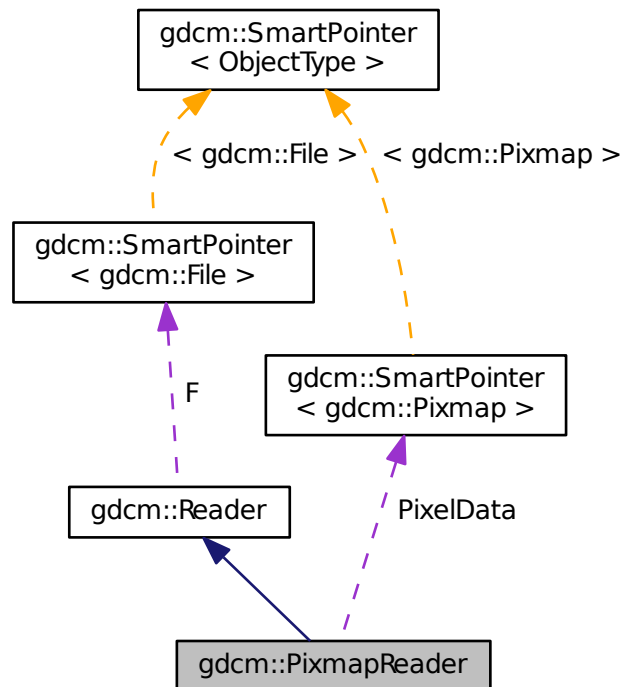 gdcm::SmartPointer
< ObjectType >
< gdcm::File >
< gdcm::Pixmap >
gdcm::SmartPointer
< gdcm::File >
gdcm::SmartPointer
< gdcm::Pixmap >
F
gdcm::Reader
PixelData
gdcm::PixmapReader